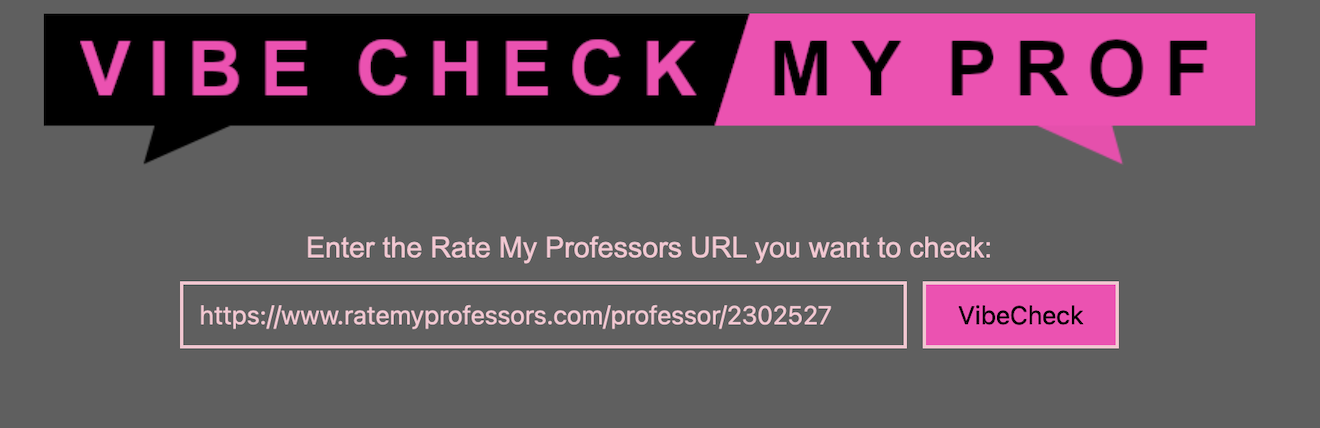 VIBE CHECK MY PROF
Enter the Rate My Professors URL you want to check:
https://www.ratemyprofessors.com/professor/2302527 VibeCheck